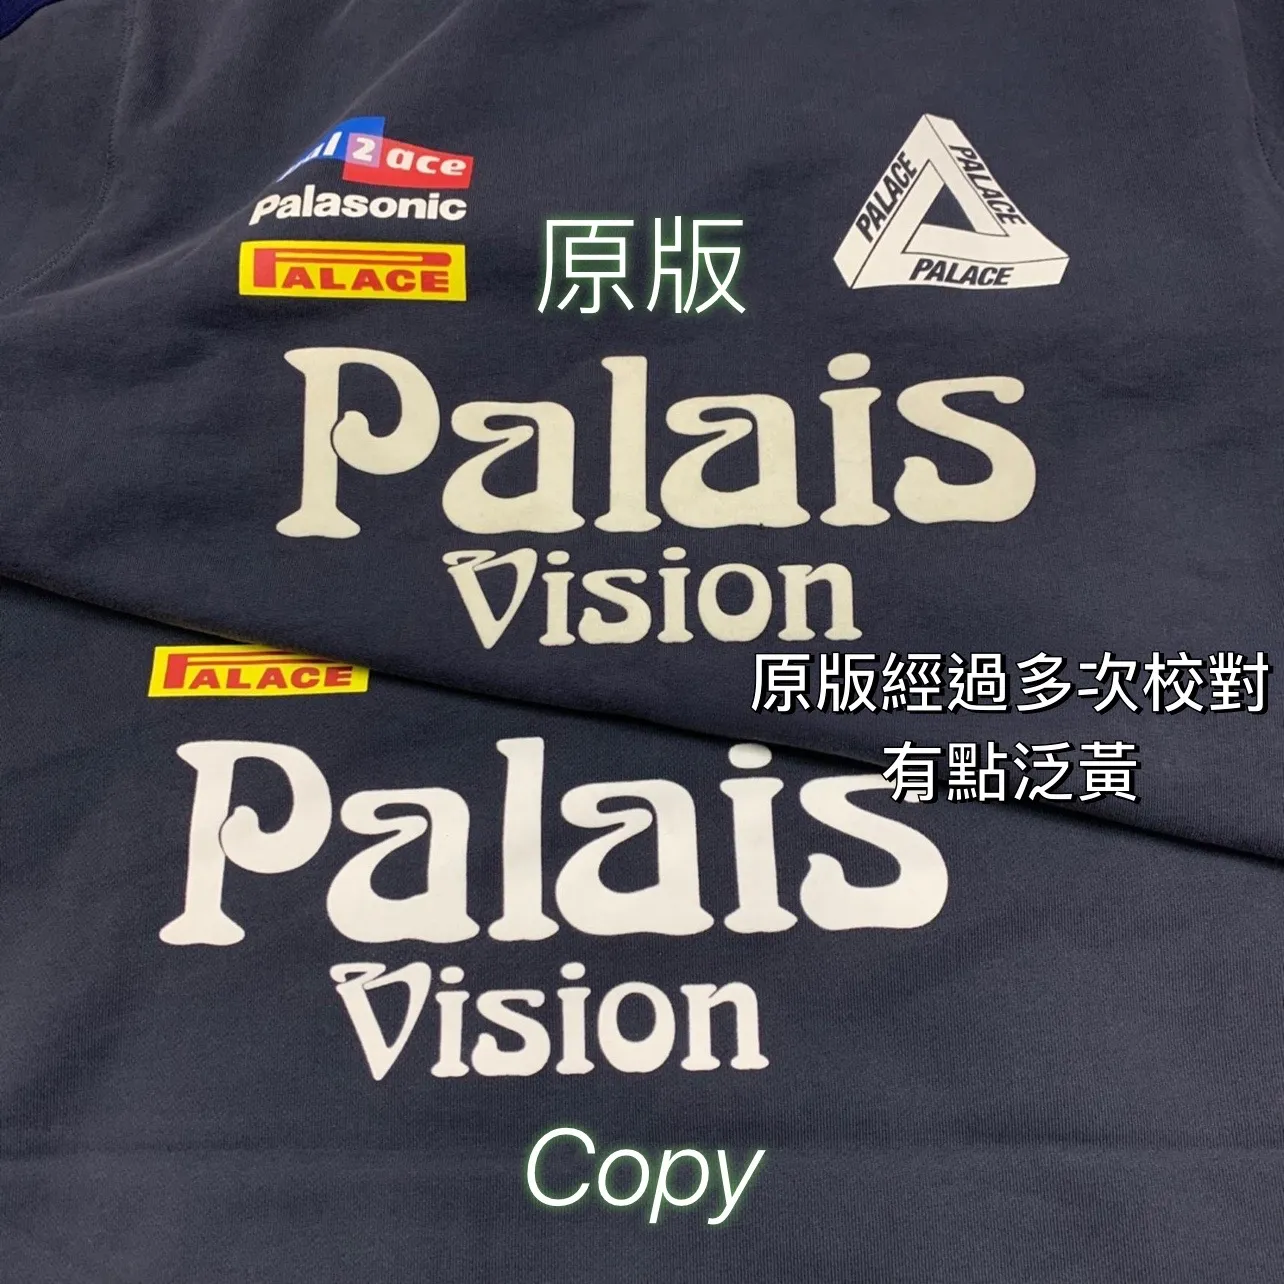 2ace
palasonic
PALACE
PALACE
PALACE
PALACE
原版
Palais
Vision
原版經過多次校對
有點泛黃
PALACE
Palais
Vision
Copy